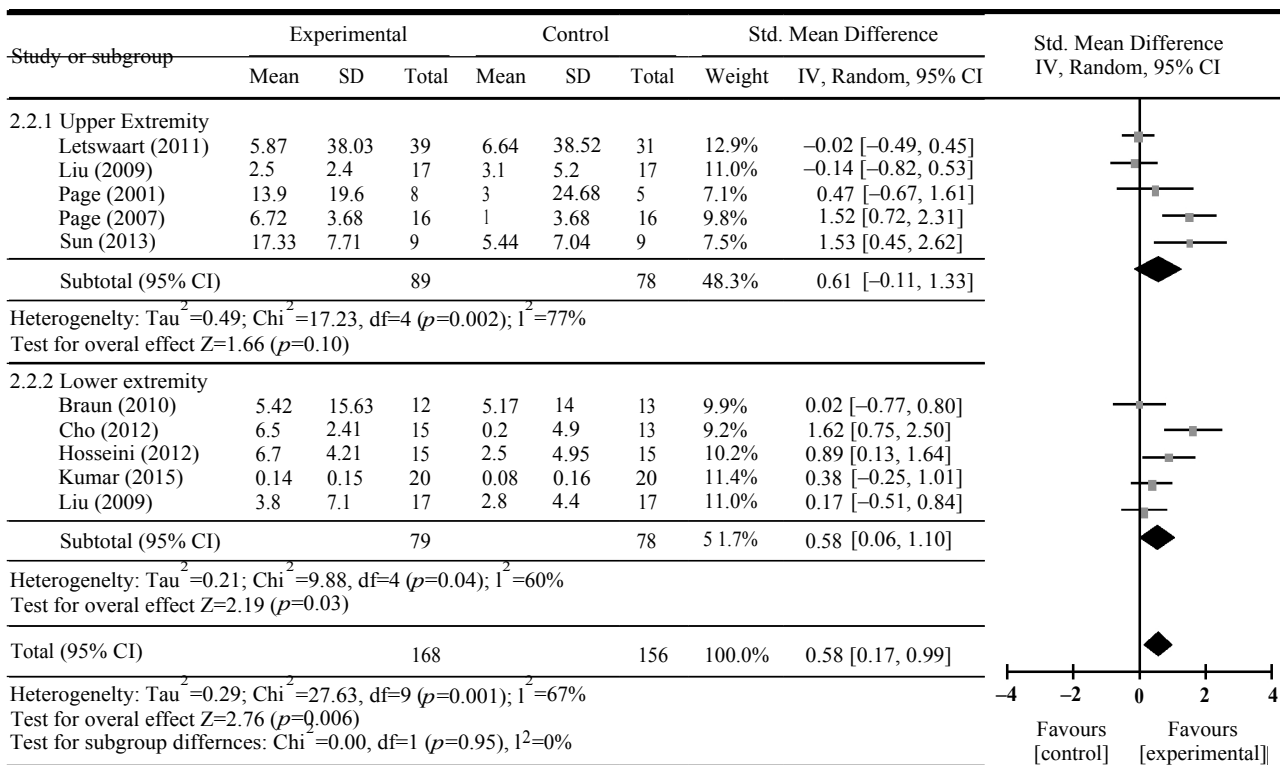 Study or subgroup Experimental Control Std. Mean Difference Std. Mean Difference
Mean SD Total Mean SD Total Weight IV, Random, 95% CI IV, Random, 95% CI
2.2.1 Upper Extremity
Letswaart (2011) 5.87 38.03 39 6.64 38.52 31 12.9% −0.02 [−0.49, 0.45]
Liu (2009) 2.5 2.4 17 3.1 5.2 17 11.0% −0.14 [−0.82, 0.53]
Page (2001) 13.9 19.6 8 3 24.68 5 7.1% 0.47 [−0.67, 1.61]
Page (2007) 6.72 3.68 16 1 3.68 16 9.8% 1.52 [0.72, 2.31]
Sun (2013) 17.33 7.71 9 5.44 7.04 9 7.5% 1.53 [0.45, 2.62]
Subtotal (95% CI) 89 78 48.3% 0.61 [−0.11, 1.33]
Heterogenelty: Tau²=0.49; Chi²=17.23, df=4 (p=0.002); l²=77%
Test for overal effect Z=1.66 (p=0.10)
2.2.2 Lower extremity
Braun (2010) 5.42 15.63 12 5.17 14 13 9.9% 0.02 [−0.77, 0.80]
Cho (2012) 6.5 2.41 15 0.2 4.9 13 9.2% 1.62 [0.75, 2.50]
Hosseini (2012) 6.7 4.21 15 2.5 4.95 15 10.2% 0.89 [0.13, 1.64]
Kumar (2015) 0.14 0.15 20 0.08 0.16 20 11.4% 0.38 [−0.25, 1.01]
Liu (2009) 3.8 7.1 17 2.8 4.4 17 11.0% 0.17 [−0.51, 0.84]
Subtotal (95% CI) 79 78 5 1.7% 0.58 [0.06, 1.10]
Heterogenelty: Tau²=0.21; Chi²=9.88, df=4 (p=0.04); l²=60%
Test for overal effect Z=2.19 (p=0.03)
Total (95% CI) 168 156 100.0% 0.58 [0.17, 0.99]
Heterogenelty: Tau²=0.29; Chi²=27.63, df=9 (p=0.001); l²=67%
Test for overal effect Z=2.76 (p=0.006)
Test for subgroup differnces: Chi²=0.00, df=1 (p=0.95), l²=0%
−4 −2 0 2 4
Favours Favours
[control] [experimental]